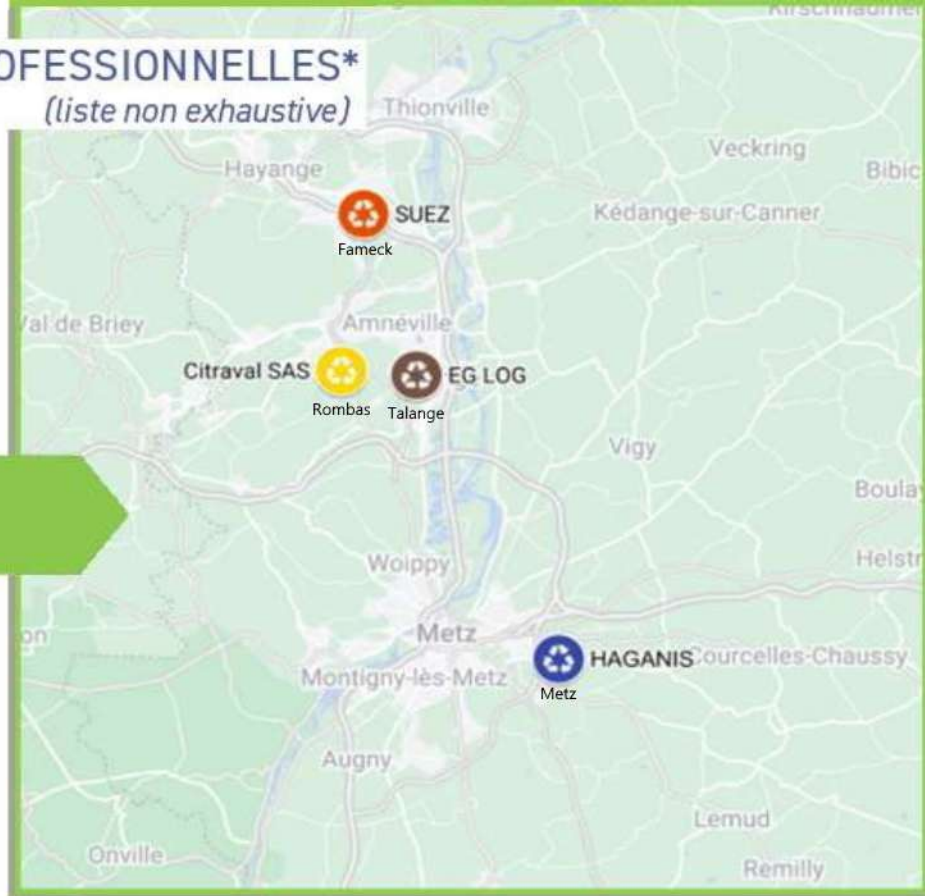 OFESSIONNELLES*
(liste non exhaustive)
Thionville
Veckring
Hayange
Bibic
SUEZ
Kédange-sur-Canner
Fameck
Val de Briey
Amnéville
Citraval SAS
EG LOG
Rombas
Talange
Vigy
Boula
Woippy
Helstr
Metz
on
HAGANIS
Courcelles-Chaussy
Montigny-lès-Metz
Metz
Augny
Lemud
Onville
Remilly